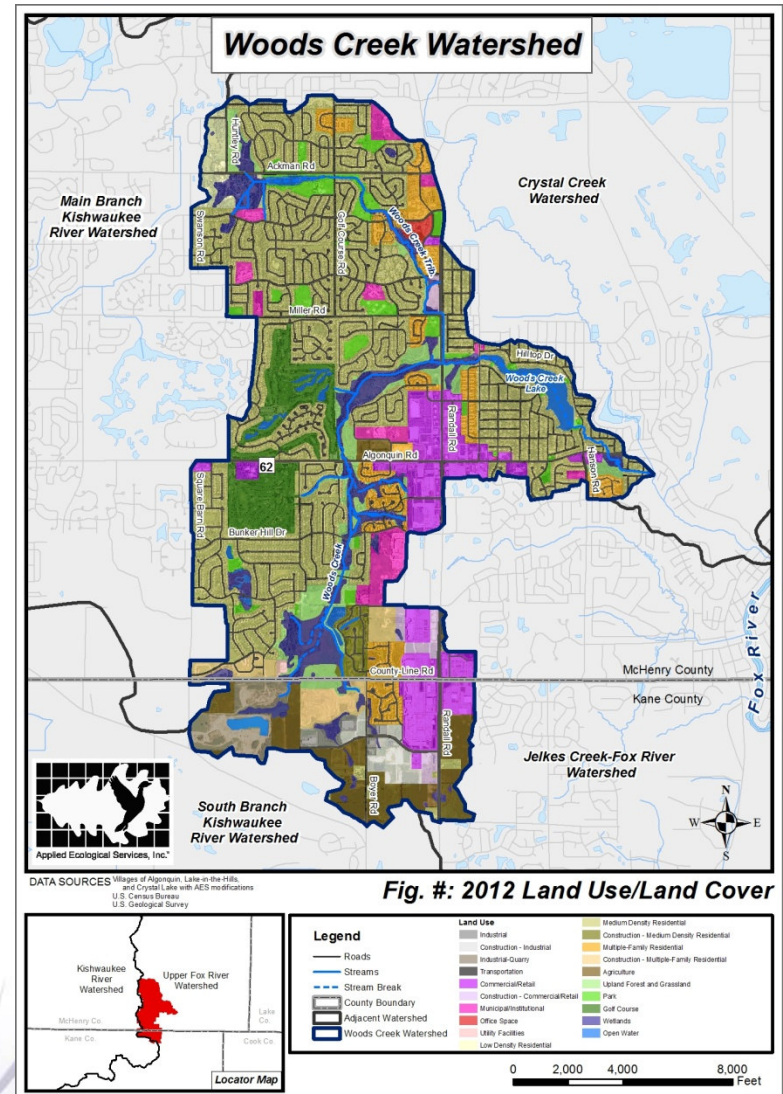 Woods Creek Watershed
Huntley Rd
Ackman Rd
Main Branch
Kishwaukee
River Watershed
Crystal Creek
Watershed
Swanson Rd
Golf Course Rd
Woods Creek Trib.
Miller Rd
Hilltop Dr
Woods Creek
Lake
Randall Rd
Algonquin Rd
Hanson Rd
62
Square Barn Rd
Bunker Hill Dr
Woods Creek
Fox River
County-Line Rd
McHenry County
Kane County
Randall Rd
Boyer Rd
Jelkes Creek-Fox River
Watershed
South Branch
Kishwaukee
River Watershed
N
W
E
S
Applied Ecological Services, Inc.™
DATA SOURCES Villages of Algonquin, Lake-in-the-Hills,
and Crystal Lake with AES modifications
U.S. Census Bureau
U.S. Geological Survey
Fig. #: 2012 Land Use/Land Cover
Kishwaukee
River
Watershed
Upper Fox River
Watershed
McHenry Co.
Lake
Co.
Kane Co.
Cook Co.
Locator Map
Legend
Roads
Streams
Stream Break
County Boundary
Adjacent Watershed
Woods Creek Watershed
Land Use
Industrial
Construction - Industrial
Industrial-Quarry
Transportation
Commercial/Retail
Construction - Commercial/Retail
Municipal/Institutional
Office Space
Utility Facilities
Low Density Residential
Medium Density Residential
Construction - Medium Density Residential
Multiple-Family Residential
Construction - Multiple-Family Residential
Agriculture
Upland Forest and Grassland
Park
Golf Course
Wetlands
Open Water
0 2,000 4,000 8,000
Feet